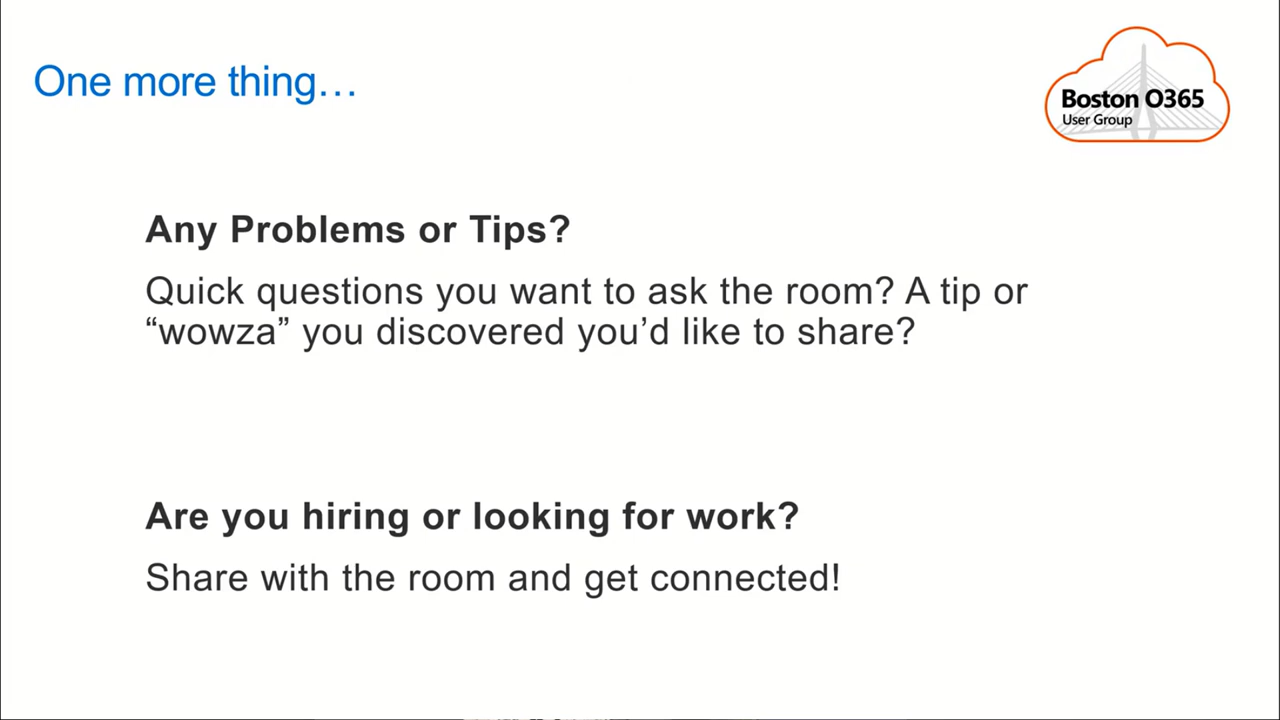 One more thing…
Boston O365
User Group
Any Problems or Tips?
Quick questions you want to ask the room? A tip or
“wowza” you discovered you’d like to share?
Are you hiring or looking for work?
Share with the room and get connected!